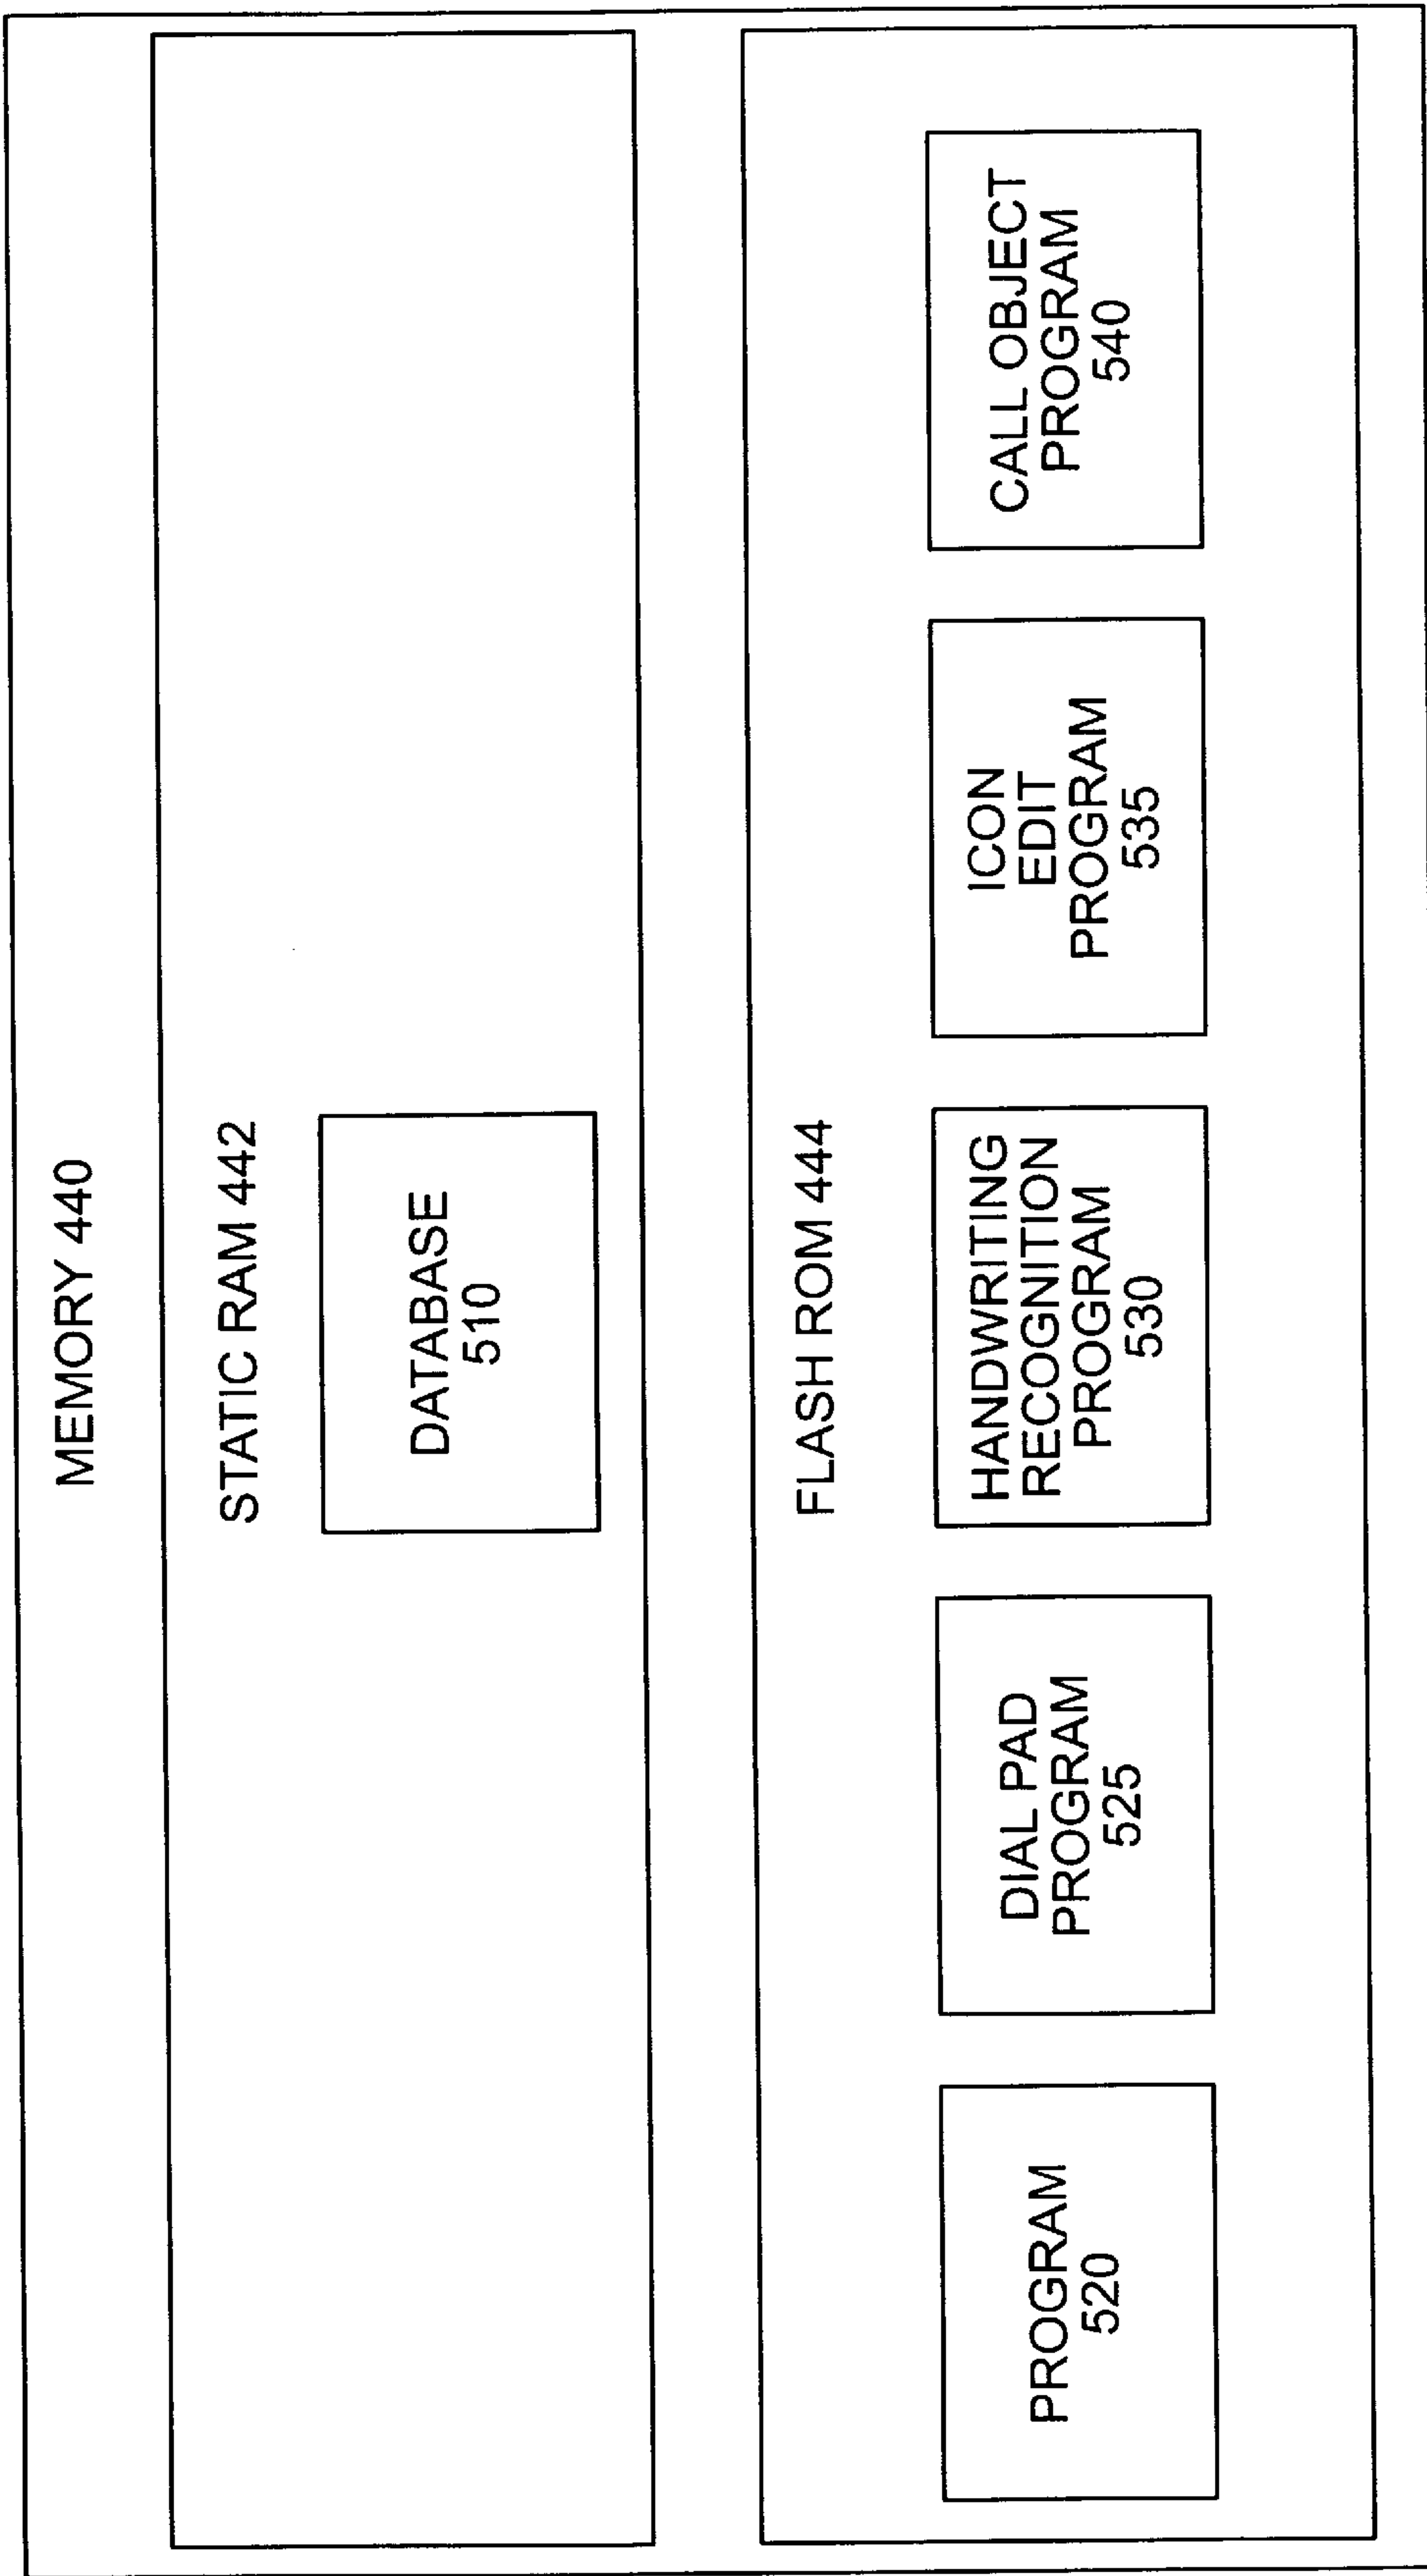 MEMORY 440
STATIC RAM 442
DATABASE
510
FLASH ROM 444
PROGRAM
520
DIAL PAD
PROGRAM
525
HANDWRITING
RECOGNITION
PROGRAM
530
ICON
EDIT
PROGRAM
535
CALL OBJECT
PROGRAM
540